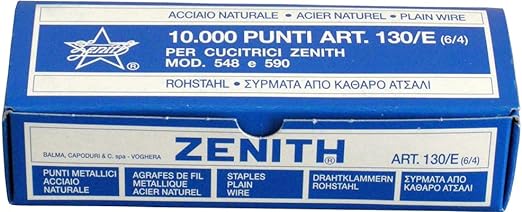 ACCIAIO NATURALE • ACIER NATUREL • PLAIN WIRE
Zenith
®
10.000 PUNTI ART. 130/E (6/4)
PER CUCITRICI ZENITH
MOD. 548 e 590
ROHSTAHL • ΣΥΡΜΑΤΑ ΑΠΟ ΚΑΘΑΡΟ ΑΤΣΑΛΙ
BALMA, CAPODURI & C. spa - VOGHERA
ZENITH®
ART. 130/E (6/4)
PUNTI METALLICI
ACCIAIO
NATURALE
AGRAFES DE FIL
METALLIQUE
ACIER NATUREL
STAPLES
PLAIN
WIRE
DRAHTKLAMMERN
ROHSTAHL
ΣΥΡΜΑΤΑ ΑΠΟ
ΚΑΘΑΡΟ ΑΤΣΑΛΙ